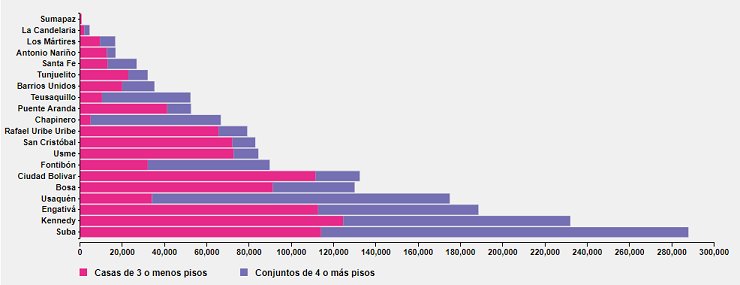 Sumapaz
La Candelaria
Los Mártires
Antonio Nariño
Santa Fe
Tunjuelito
Barrios Unidos
Teusaquillo
Puente Aranda
Chapinero
Rafael Uribe Uribe
San Cristóbal
Usme
Fontibón
Ciudad Bolívar
Bosa
Usaquén
Engativá
Kennedy
Suba
0 20,000 40,000 60,000 80,000 100,000 120,000 140,000 160,000 180,000 200,000 220,000 240,000 260,000 280,000 300,000
Casas de 3 o menos pisos Conjuntos de 4 o más pisos